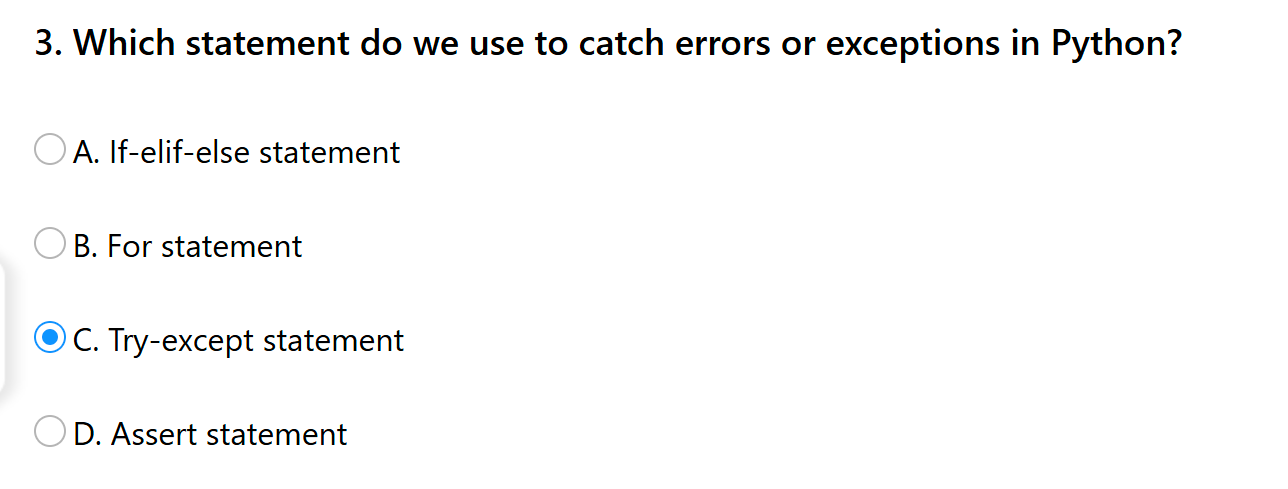 3. Which statement do we use to catch errors or exceptions in Python?
A. If-elif-else statement
B. For statement
C. Try-except statement
D. Assert statement